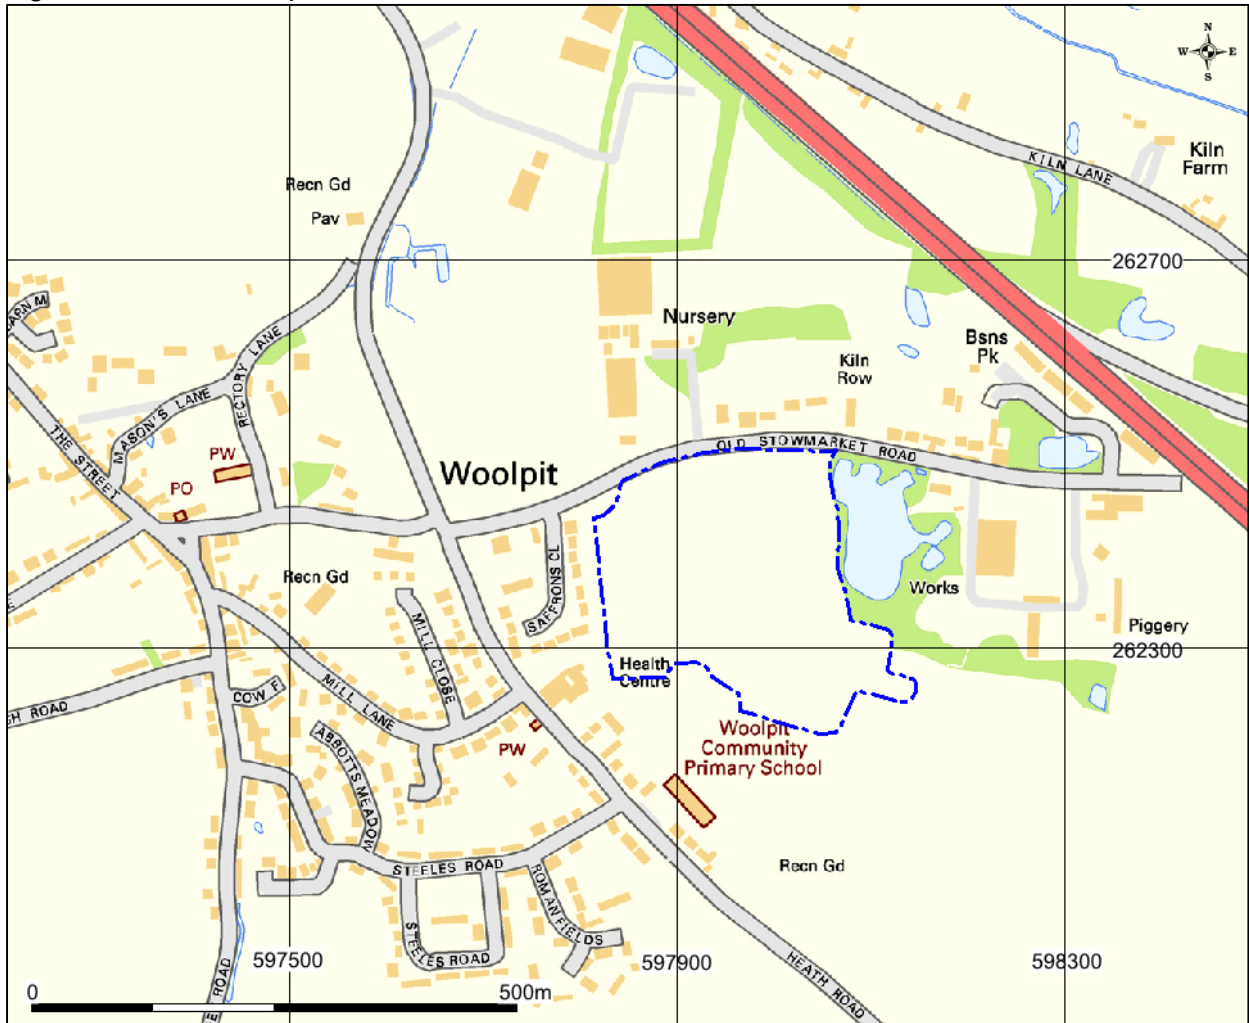 N
W E
S
KILN LANE
Kiln
Farm
Recn Gd
Pav
262700
Nursery
Bsns
Pk
Kiln
Row
RECTORY LANE
MASON'S LANE
THE STREET
PW
PO
OLD STOWMARKET ROAD
Woolpit
Recn Gd
SAFFRONS CL
MILL CLOSE
Works
Piggery
262300
Health
Centre
COW F
MILL LANE
GH ROAD
ABBOTTS MEADOW
PW
Woolpit
Community
Primary School
Recn Gd
STEELES ROAD
ROMAN FIELDS
STEELES ROAD
HEATH ROAD
597500
597900
598300
ROAD
0
500m